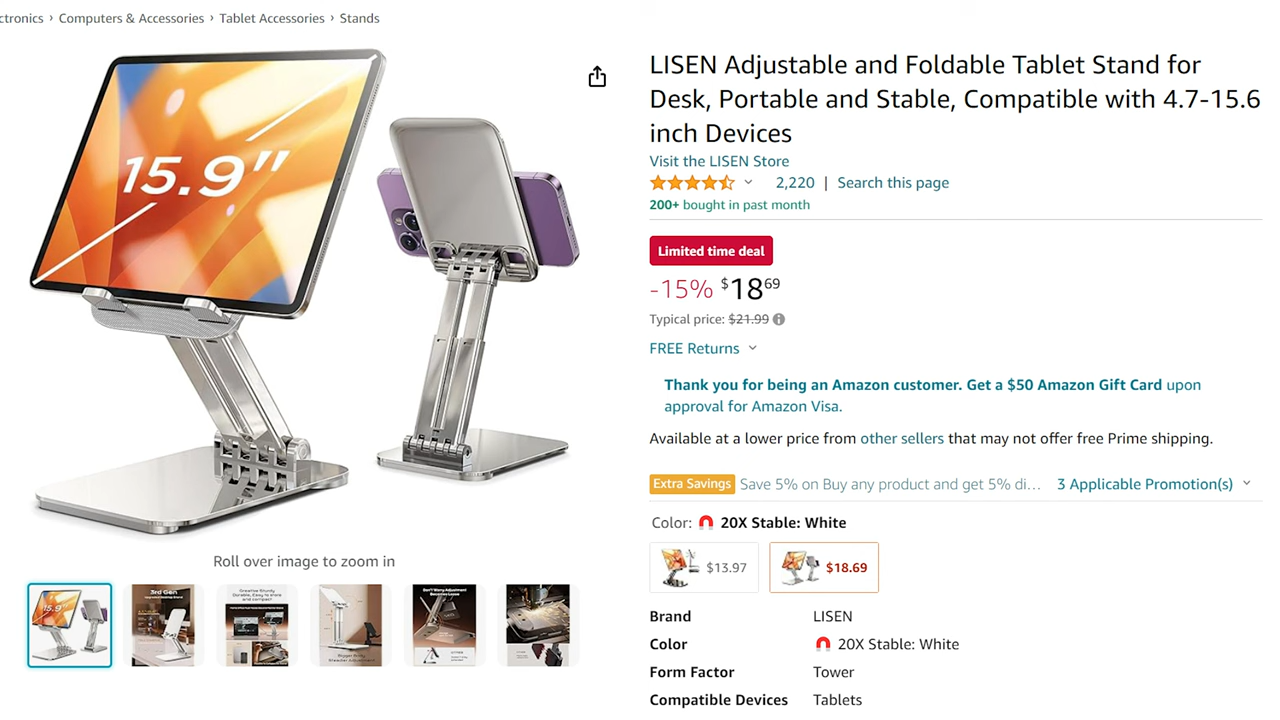 ctronics › Computers & Accessories › Tablet Accessories › Stands
15.9"
Roll over image to zoom in
15.9"
3rd Gen
LISEN Adjustable and Foldable Tablet Stand for
Desk, Portable and Stable, Compatible with 4.7-15.6
inch Devices
Visit the LISEN Store
2,220 | Search this page
200+ bought in past month
Limited time deal
-15% $18 69
Typical price: $21.99
FREE Returns
Thank you for being an Amazon customer. Get a $50 Amazon Gift Card upon
approval for Amazon Visa.
Available at a lower price from other sellers that may not offer free Prime shipping.
Extra Savings Save 5% on Buy any product and get 5% di… 3 Applicable Promotion(s)
Color: 20X Stable: White
$13.97 $18.69
Brand LISEN
Color 20X Stable: White
Form Factor Tower
Compatible Devices Tablets